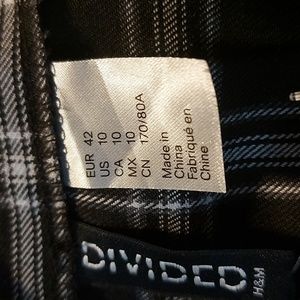 EUR 42
US 10
CA 10
MX 10
CN 170/80A
Made in
China
Fabriqué en
Chine
DIVIDED
H&M